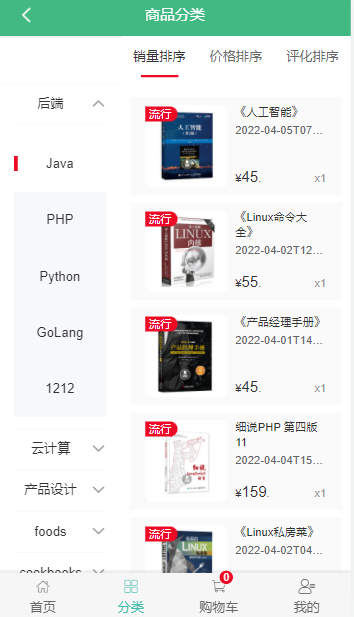 商品分类
销量排序 价格排序 评化排序
后端
Java
PHP
Python
GoLang
1212
云计算
产品设计
foods
cookbooks
流行
人工智能
《人工智能》
2022-04-05T07...
¥45. x1
流行
LINUX
内核
《Linux命令大
全》
2022-04-02T12...
¥55. x1
流行
产品经理手册
《产品经理手册》
2022-04-01T14...
¥45. x1
流行
细说
细说PHP 第四版
11
2022-04-04T15...
¥159. x1
流行
LINUX
《Linux私房菜》
2022-04-02T04...
首页 分类 购物车 0 我的